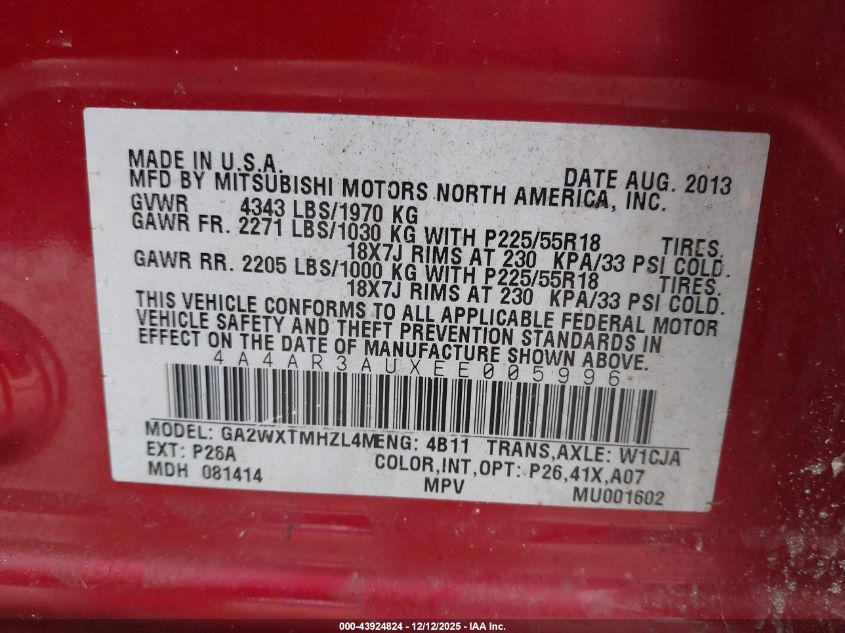 MADE IN U.S.A. DATE AUG. 2013
MFD BY MITSUBISHI MOTORS NORTH AMERICA, INC.
GVWR 4343 LBS/1970 KG
GAWR FR. 2271 LBS/1030 KG WITH P225/55R18 TIRES,
18X7J RIMS AT 230 KPA/33 PSI COLD.
GAWR RR. 2205 LBS/1000 KG WITH P225/55R18 TIRES,
18X7J RIMS AT 230 KPA/33 PSI COLD.
THIS VEHICLE CONFORMS TO ALL APPLICABLE FEDERAL MOTOR
VEHICLE SAFETY AND THEFT PREVENTION STANDARDS IN
EFFECT ON THE DATE OF MANUFACTURE SHOWN ABOVE.
4A4AR3AUXEE005996
MODEL: GA2WXTMHZL4MENG: 4B11 TRANS,AXLE: W1CJA
EXT: P26A COLOR,INT,OPT: P26,41X,A07
MDH 081414 MPV MU001602
000-43924824 - 12/12/2025 - IAA Inc.